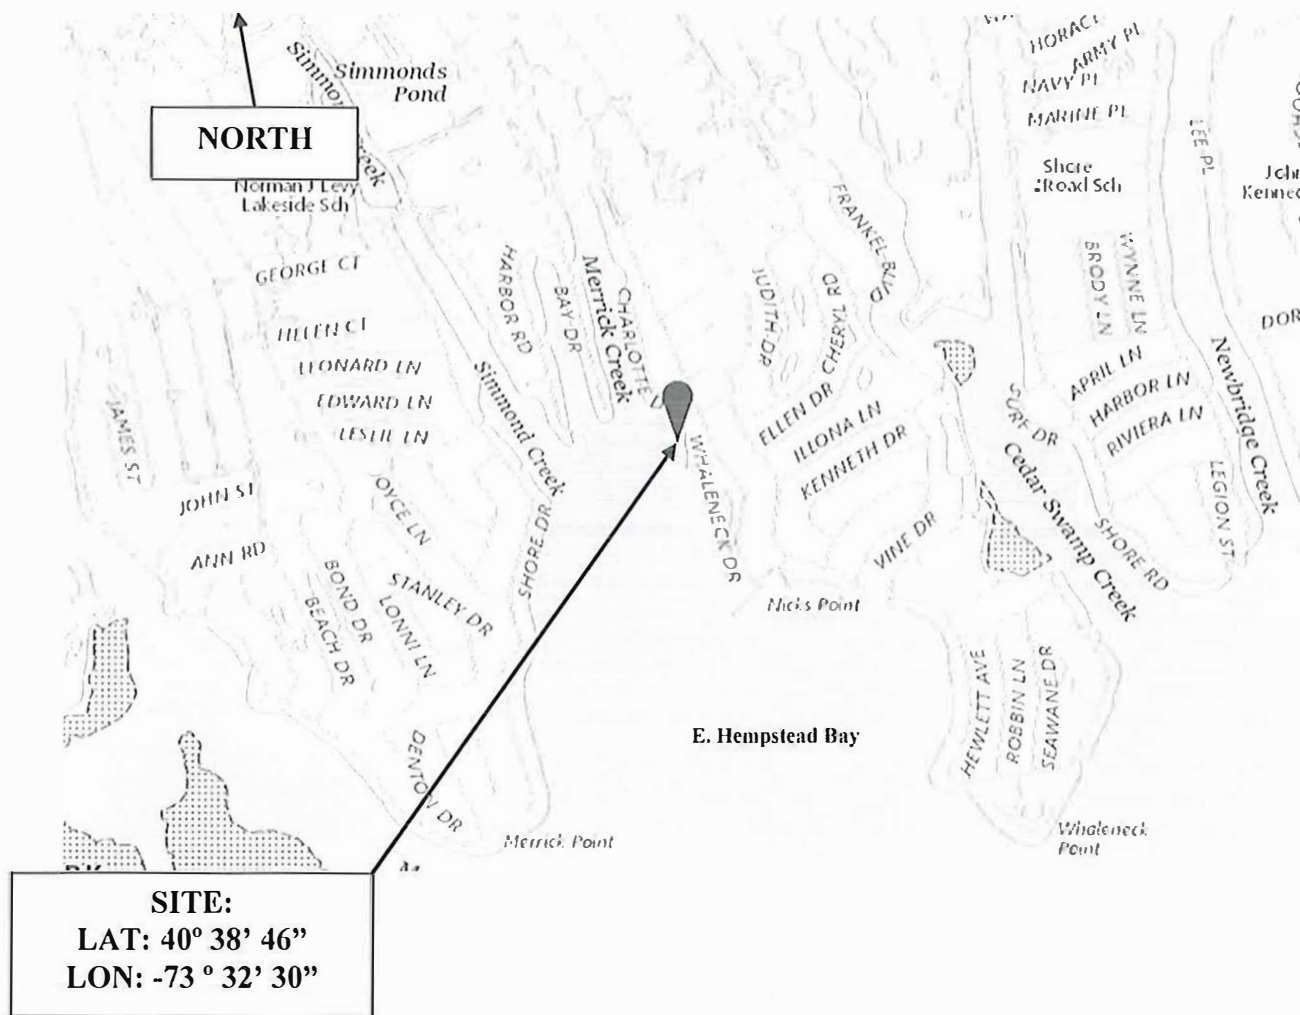 Simmonds
Pond
NORTH
Norman J Levy
Lakeside Sch
GEORGE CT
HELEN CT
LEONARD LN
EDWARD LN
LESLIE LN
JAMES ST
JOHN ST
ANN RD
OYCE LN
STANLEY DR
BOND DR
BEACH DR
LONNI LN
DENTON DR
SHORE DR
Simmond Creek
HARBOR RD
BAY DR
Merrick Creek
CHARLOTTE
WHALENECK DR
JUDITH DR
CHERYL RD
FRANKEL BLVD
ELLEN DR
ILLONA LN
KENNETH DR
VINE DR
Nicks Point
HORACE
ARMY PL
NAVY PL
MARINE PL
LEE PL
Shore
Road Sch
John
Kenned
BRODY LN
WYNNE LN
DOR
APRIL LN
HARBOR LN
RIVIERA LN
Newbridge Creek
SURF DR
Cedar Swamp Creek
SHORE RD
LEGION ST
HEWLETT AVE
ROBBIN LN
SEAWANE DR
E. Hempstead Bay
Merrick Point
Whaleneck
Point
SITE:
LAT: 40º 38’ 46”
LON: -73 º 32’ 30”